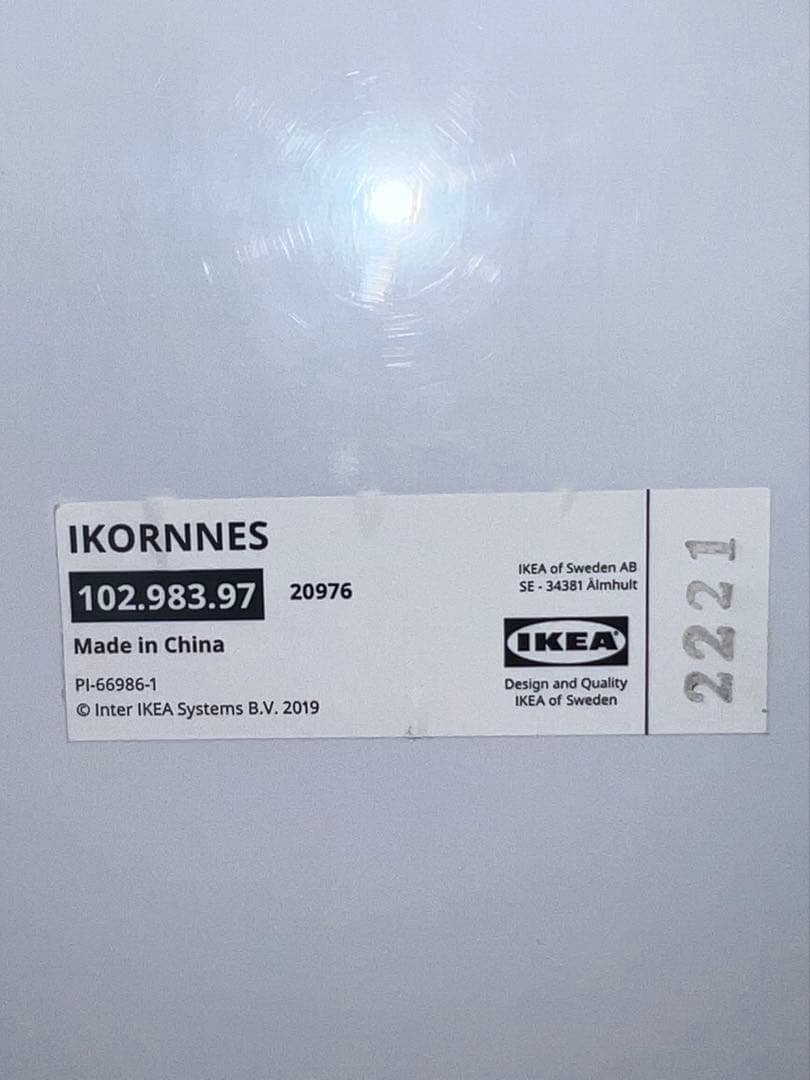 IKORNNES
102.983.97 20976
Made in China
PI-66986-1
© Inter IKEA Systems B.V. 2019
IKEA of Sweden AB
SE - 34381 Älmhult
IKEA®
Design and Quality
IKEA of Sweden
2221